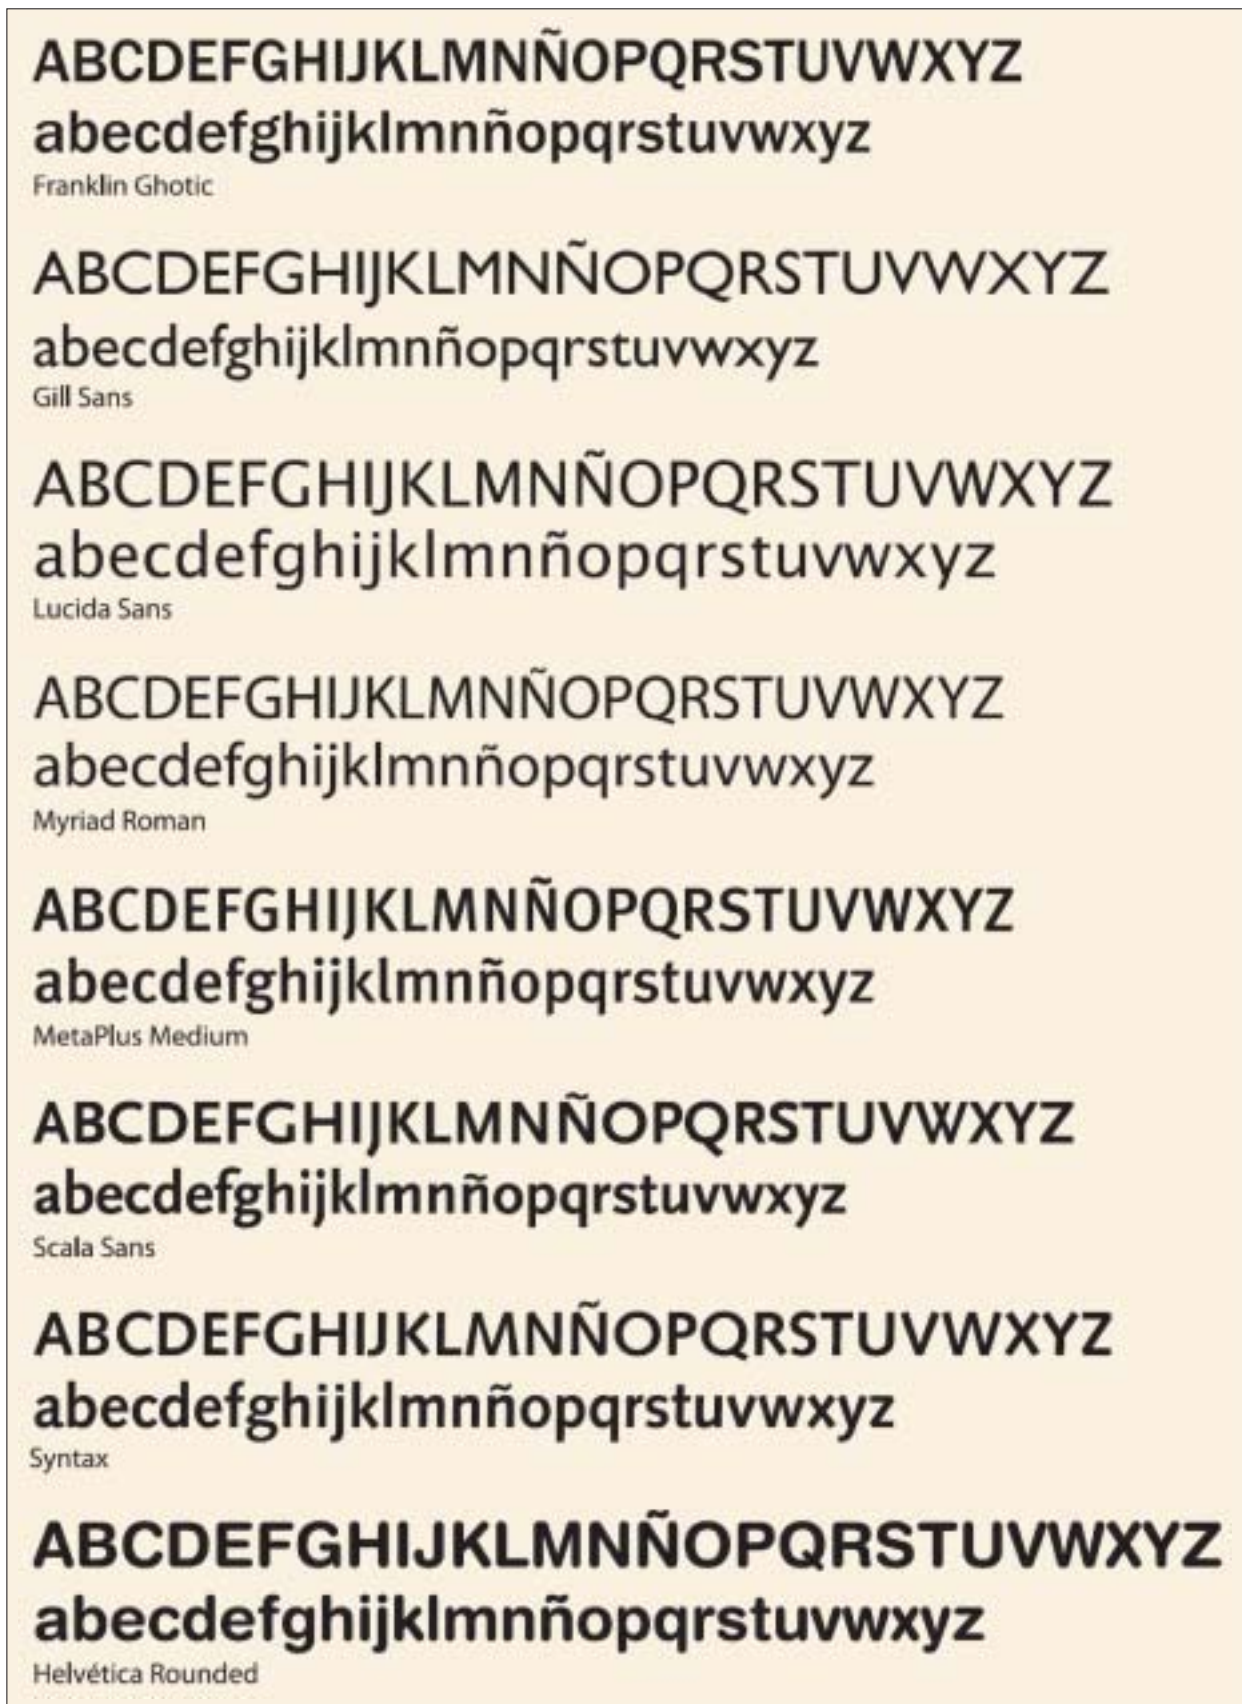 ABCDEFGHIJKLMNÑOPQRSTUVWXYZ
abecdefghijklmnñopqrstuvwxyz
Franklin Ghotic
ABCDEFGHIJKLMNÑOPQRSTUVWXYZ
abecdefghijklmnñopqrstuvwxyz
Gill Sans
ABCDEFGHIJKLMNÑOPQRSTUVWXYZ
abecdefghijklmnñopqrstuvwxyz
Lucida Sans
ABCDEFGHIJKLMNÑOPQRSTUVWXYZ
abecdefghijklmnñopqrstuvwxyz
Myriad Roman
ABCDEFGHIJKLMNÑOPQRSTUVWXYZ
abecdefghijklmnñopqrstuvwxyz
MetaPlus Medium
ABCDEFGHIJKLMNÑOPQRSTUVWXYZ
abecdefghijklmnñopqrstuvwxyz
Scala Sans
ABCDEFGHIJKLMNÑOPQRSTUVWXYZ
abecdefghijklmnñopqrstuvwxyz
Syntax
ABCDEFGHIJKLMNÑOPQRSTUVWXYZ
abecdefghijklmnñopqrstuvwxyz
Helvética Rounded